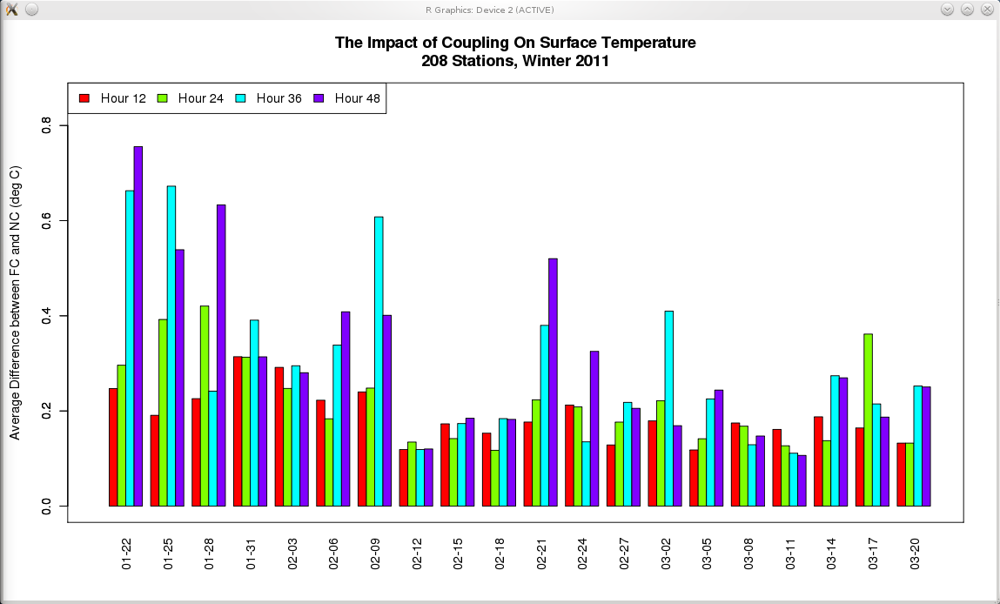 R Graphics: Device 2 (ACTIVE)
The Impact of Coupling On Surface Temperature
208 Stations, Winter 2011
Hour 12 Hour 24 Hour 36 Hour 48
Average Difference between FC and NC (deg C)
0.8
0.6
0.4
0.2
0.0
01-22 01-25 01-28 01-31 02-03 02-06 02-09 02-12 02-15 02-18 02-21 02-24 02-27 03-02 03-05 03-08 03-11 03-14 03-17 03-20